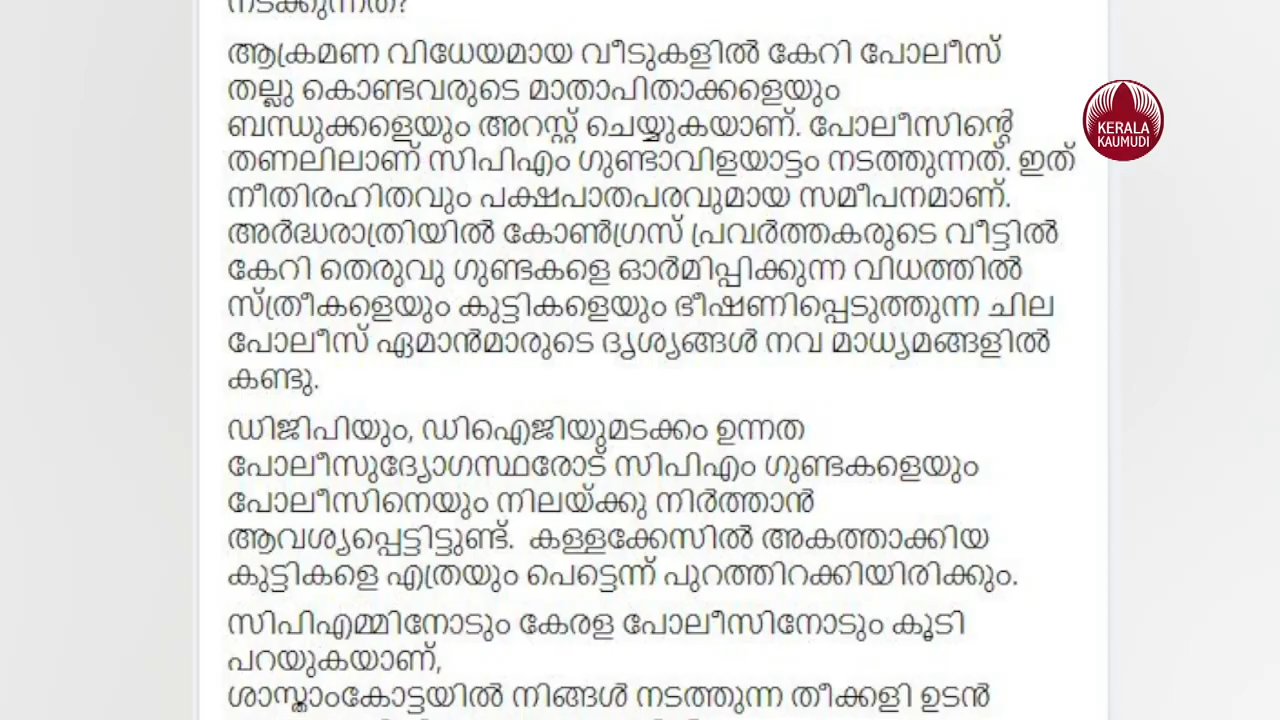 നടക്കുന്നത?
ആക്രമണ വിധേയമായ വീടുകളിൽ കേറി പോലീസ്
തല്ലു കൊണ്ടവരുടെ മാതാപിതാക്കളെയും
ബന്ധുക്കളെയും അറസ്റ്റ് ചെയ്യുകയാണ്. പോലീസിന്റെ
തണലിലാണ് സിപിഎം ഗുണ്ടാവിളയാട്ടം നടത്തുന്നത്. ഇത്
നീതിരഹിതവും പക്ഷപാതപരവുമായ സമീപനമാണ്.
അർദ്ധരാത്രിയിൽ കോൺഗ്രസ് പ്രവർത്തകരുടെ വീട്ടിൽ
കേറി തെരുവു ഗുണ്ടകളെ ഓർമിപ്പിക്കുന്ന വിധത്തിൽ
സ്ത്രീകളെയും കുട്ടികളെയും ഭീഷണിപ്പെടുത്തുന്ന ചില
പോലീസ് ഏമാൻമാരുടെ ദൃശ്യങ്ങൾ നവ മാധ്യമങ്ങളിൽ
കണ്ടു.
ഡിജിപിയും, ഡിഐജിയുമടക്കം ഉന്നത
പോലീസുദ്യോഗസ്ഥരോട് സിപിഎം ഗുണ്ടകളെയും
പോലീസിനെയും നിലയ്ക്കു നിർത്താൻ
ആവശ്യപ്പെട്ടിട്ടുണ്ട്. കള്ളക്കേസിൽ അകത്താക്കിയ
കുട്ടികളെ എത്രയും പെട്ടെന്ന് പുറത്തിറക്കിയിരിക്കും.
സിപിഎമ്മിനോടും കേരള പോലീസിനോടും കൂടി
പറയുകയാണ്,
ശാസ്താംകോട്ടയിൽ നിങ്ങൾ നടത്തുന്ന തീക്കളി ഉടൻ
KERALA
KAUMUDI